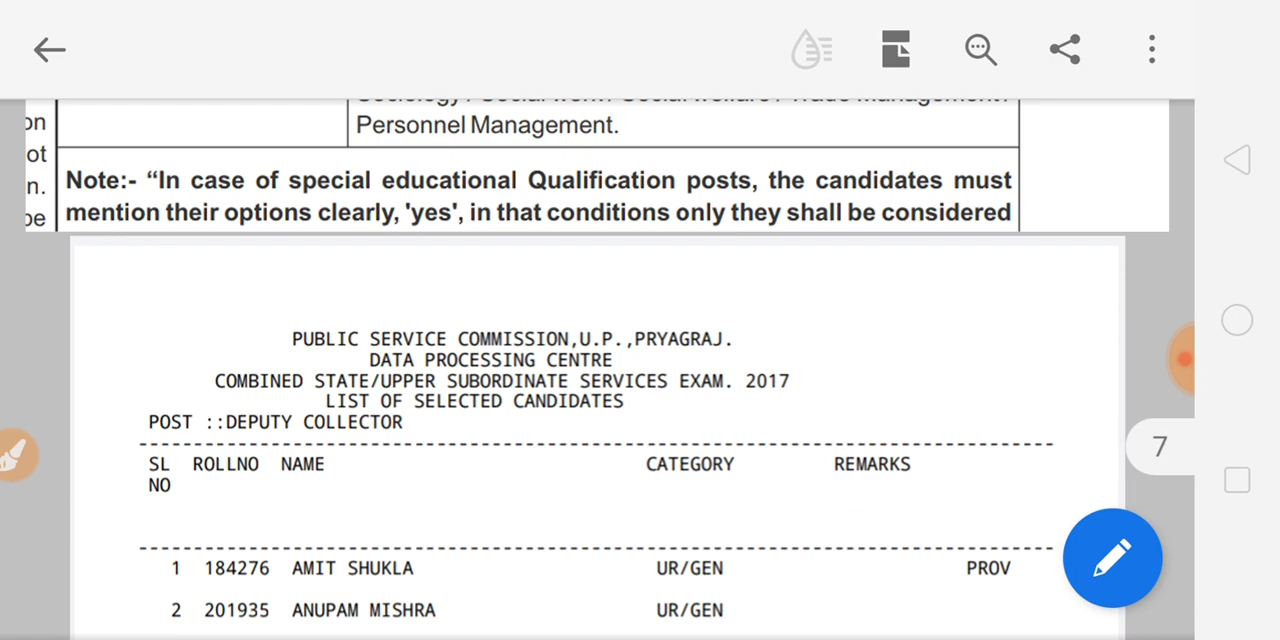 Personnel Management.
on
ot
n.
be
Note:- “In case of special educational Qualification posts, the candidates must
mention their options clearly, 'yes', in that conditions only they shall be considered
PUBLIC SERVICE COMMISSION,U.P.,PRYAGRAJ.
DATA PROCESSING CENTRE
COMBINED STATE/UPPER SUBORDINATE SERVICES EXAM. 2017
LIST OF SELECTED CANDIDATES
POST ::DEPUTY COLLECTOR
SL ROLLNO NAME CATEGORY REMARKS
NO
7
1 184276 AMIT SHUKLA UR/GEN PROV
2 201935 ANUPAM MISHRA UR/GEN